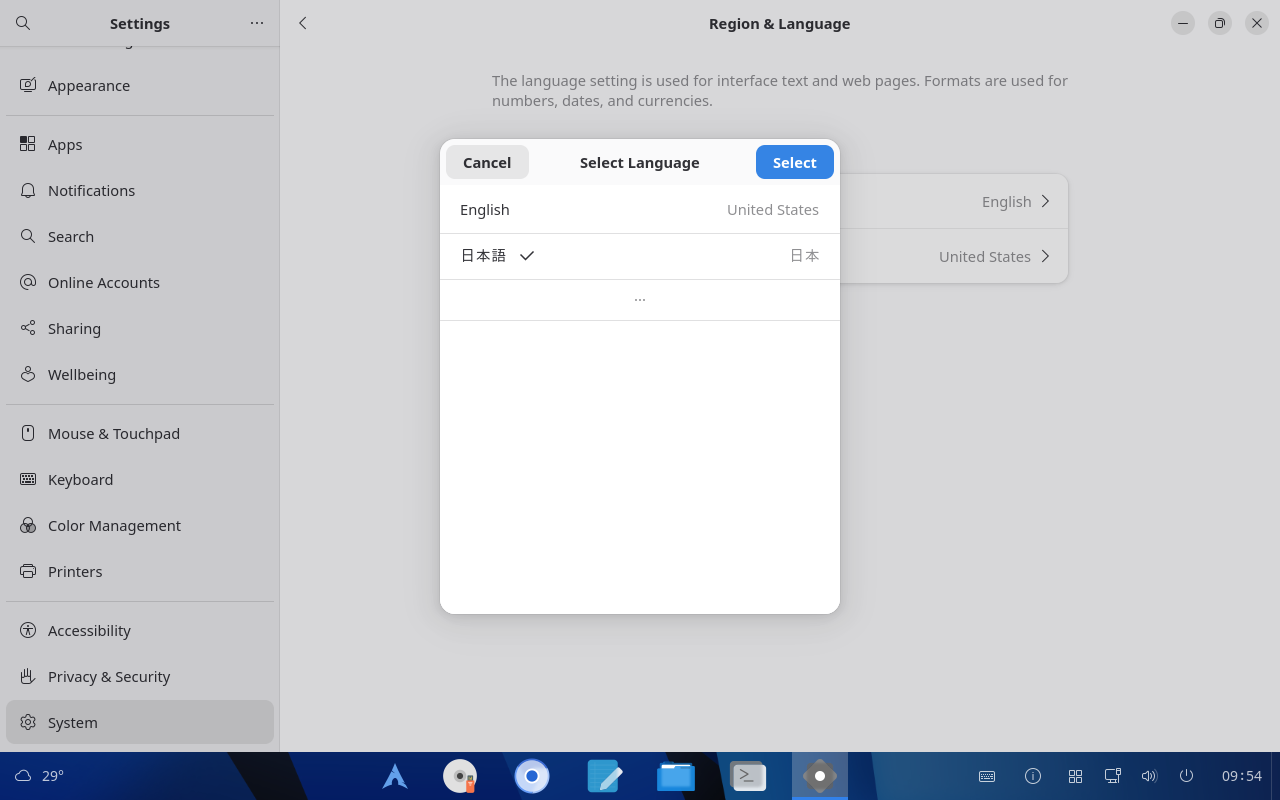 Settings
Region & Language
Appearance
Apps
Notifications
Search
Online Accounts
Sharing
Wellbeing
Mouse & Touchpad
Keyboard
Color Management
Printers
Accessibility
Privacy & Security
System
The language setting is used for interface text and web pages. Formats are used for
numbers, dates, and currencies.
English
United States
Cancel
Select Language
Select
English United States
日本語 日本
...
29°
09:54